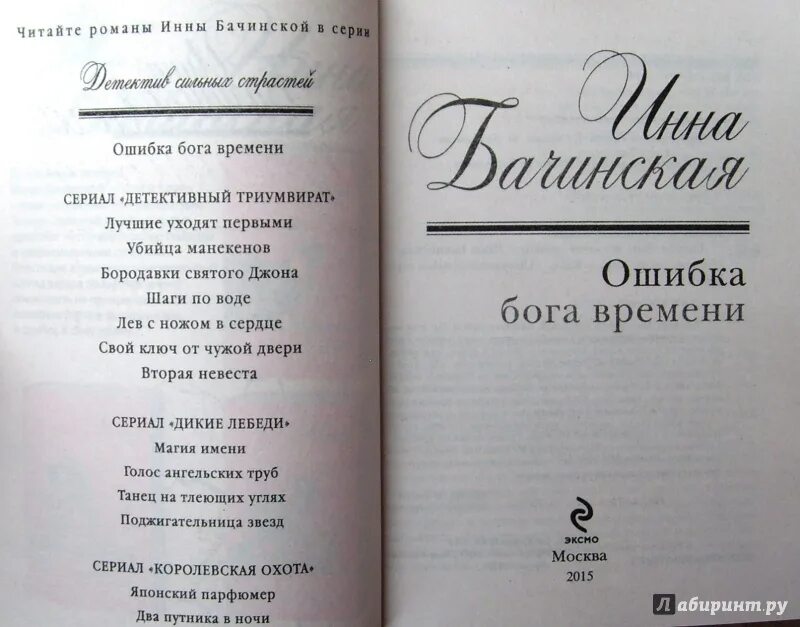 Читайте романы Инны Бачинской в серии
Детектив сильных страстей
Ошибка бога времени
СЕРИАЛ «ДЕТЕКТИВНЫЙ ТРИУМВИРАТ»
Лучшие уходят первыми
Убийца манекенов
Бородавки святого Джона
Шаги по воде
Лев с ножом в сердце
Свой ключ от чужой двери
Вторая невеста
СЕРИАЛ «ДИКИЕ ЛЕБЕДИ»
Магия имени
Голос ангельских труб
Танец на тлеющих углях
Поджигательница звезд
СЕРИАЛ «КОРОЛЕВСКАЯ ОХОТА»
Японский парфюмер
Два путника в ночи
Инна
Бачинская
Ошибка
бога времени
ЭКСМО
Москва
2015
Лабиринт.ру